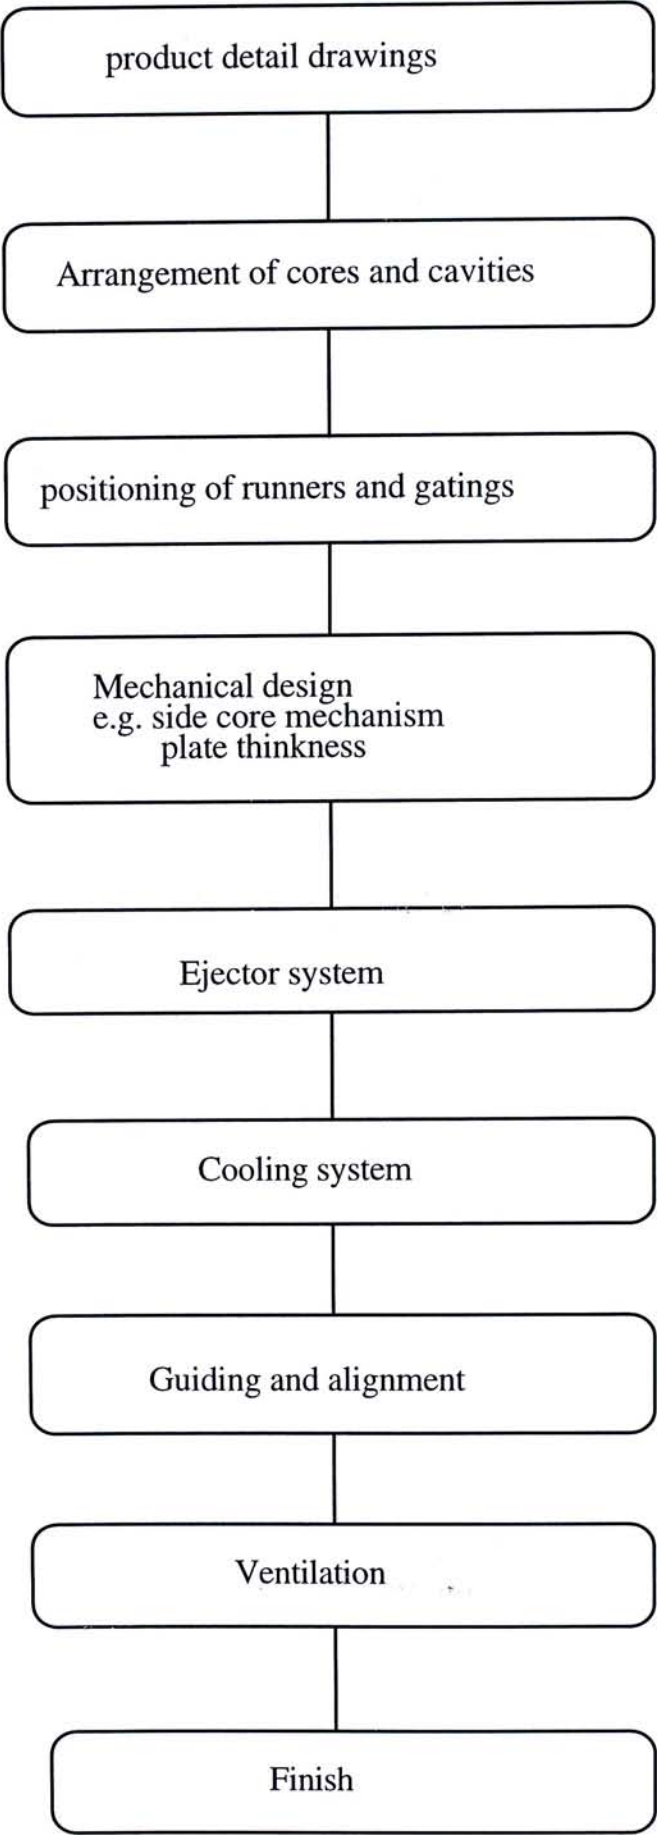 product detail drawings
Arrangement of cores and cavities
positioning of runners and gatings
Mechanical design
e.g. side core mechanism
plate thinkness
Ejector system
Cooling system
Guiding and alignment
Ventilation
Finish